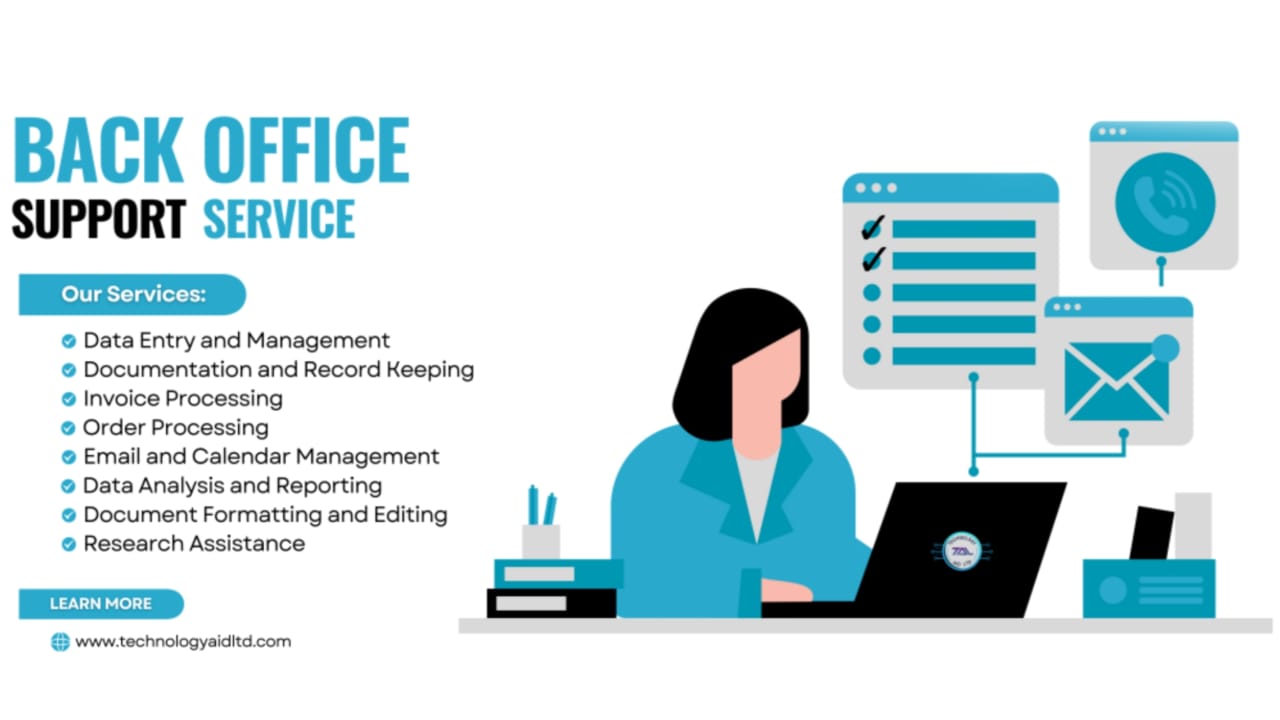 BACK OFFICE
SUPPORT SERVICE
Our Services:
Data Entry and Management
Documentation and Record Keeping
Invoice Processing
Order Processing
Email and Calendar Management
Data Analysis and Reporting
Document Formatting and Editing
Research Assistance
LEARN MORE
www.technologyaidltd.com
TAL